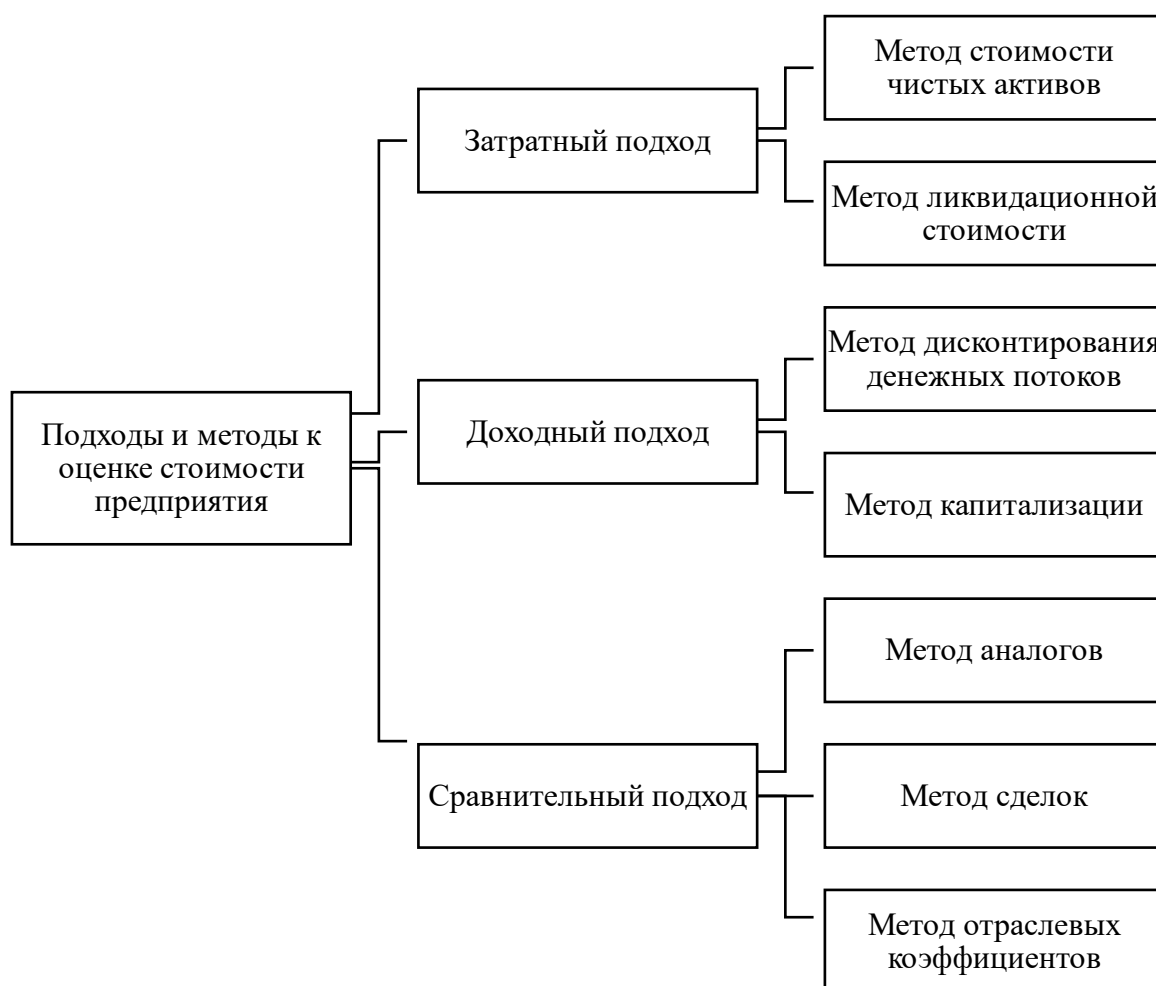 Подходы и методы к
оценке стоимости
предприятия
Затратный подход
Метод стоимости
чистых активов
Метод ликвидационной
стоимости
Доходный подход
Метод дисконтирования
денежных потоков
Метод капитализации
Сравнительный подход
Метод аналогов
Метод сделок
Метод отраслевых
коэффициентов